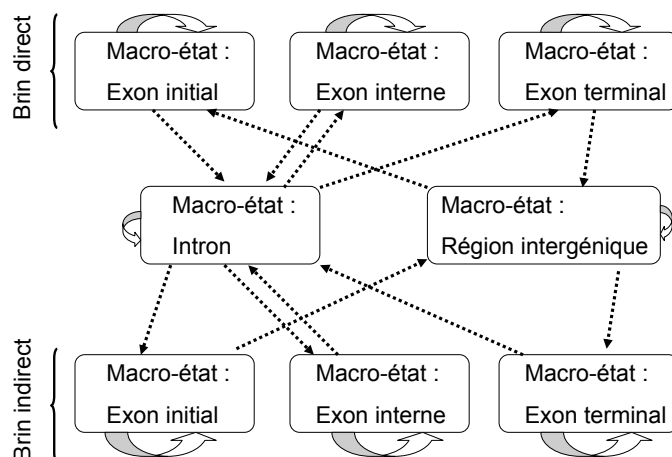 Brin direct
Macro-état :
Exon initial
Macro-état :
Exon interne
Macro-état :
Exon terminal
Macro-état :
Intron
Macro-état :
Région intergénique
Brin indirect
Macro-état :
Exon initial
Macro-état :
Exon interne
Macro-état :
Exon terminal